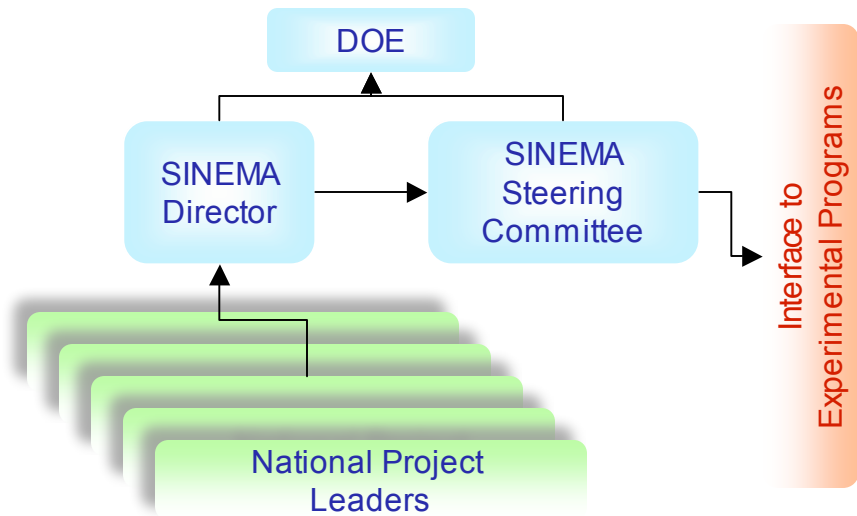 DOE
SINEMA
Director
SINEMA
Steering
Committee
Interface to
Experimental Programs
National Project
Leaders